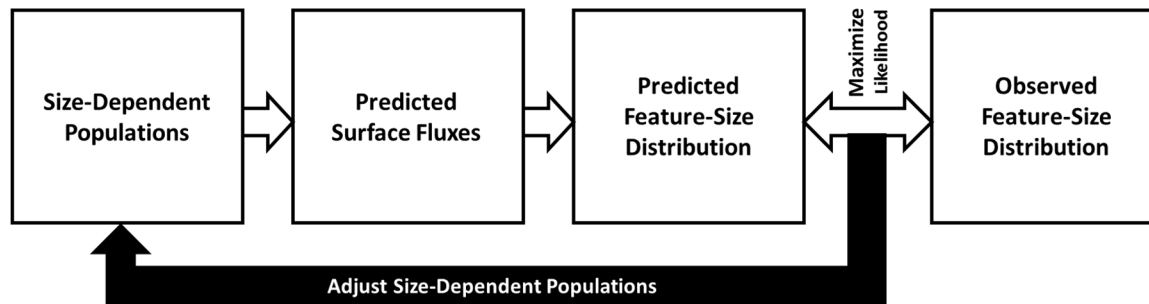 Size-Dependent
Populations
Predicted
Surface Fluxes
Predicted
Feature-Size
Distribution
Maximize
Likelihood
Observed
Feature-Size
Distribution
Adjust Size-Dependent Populations